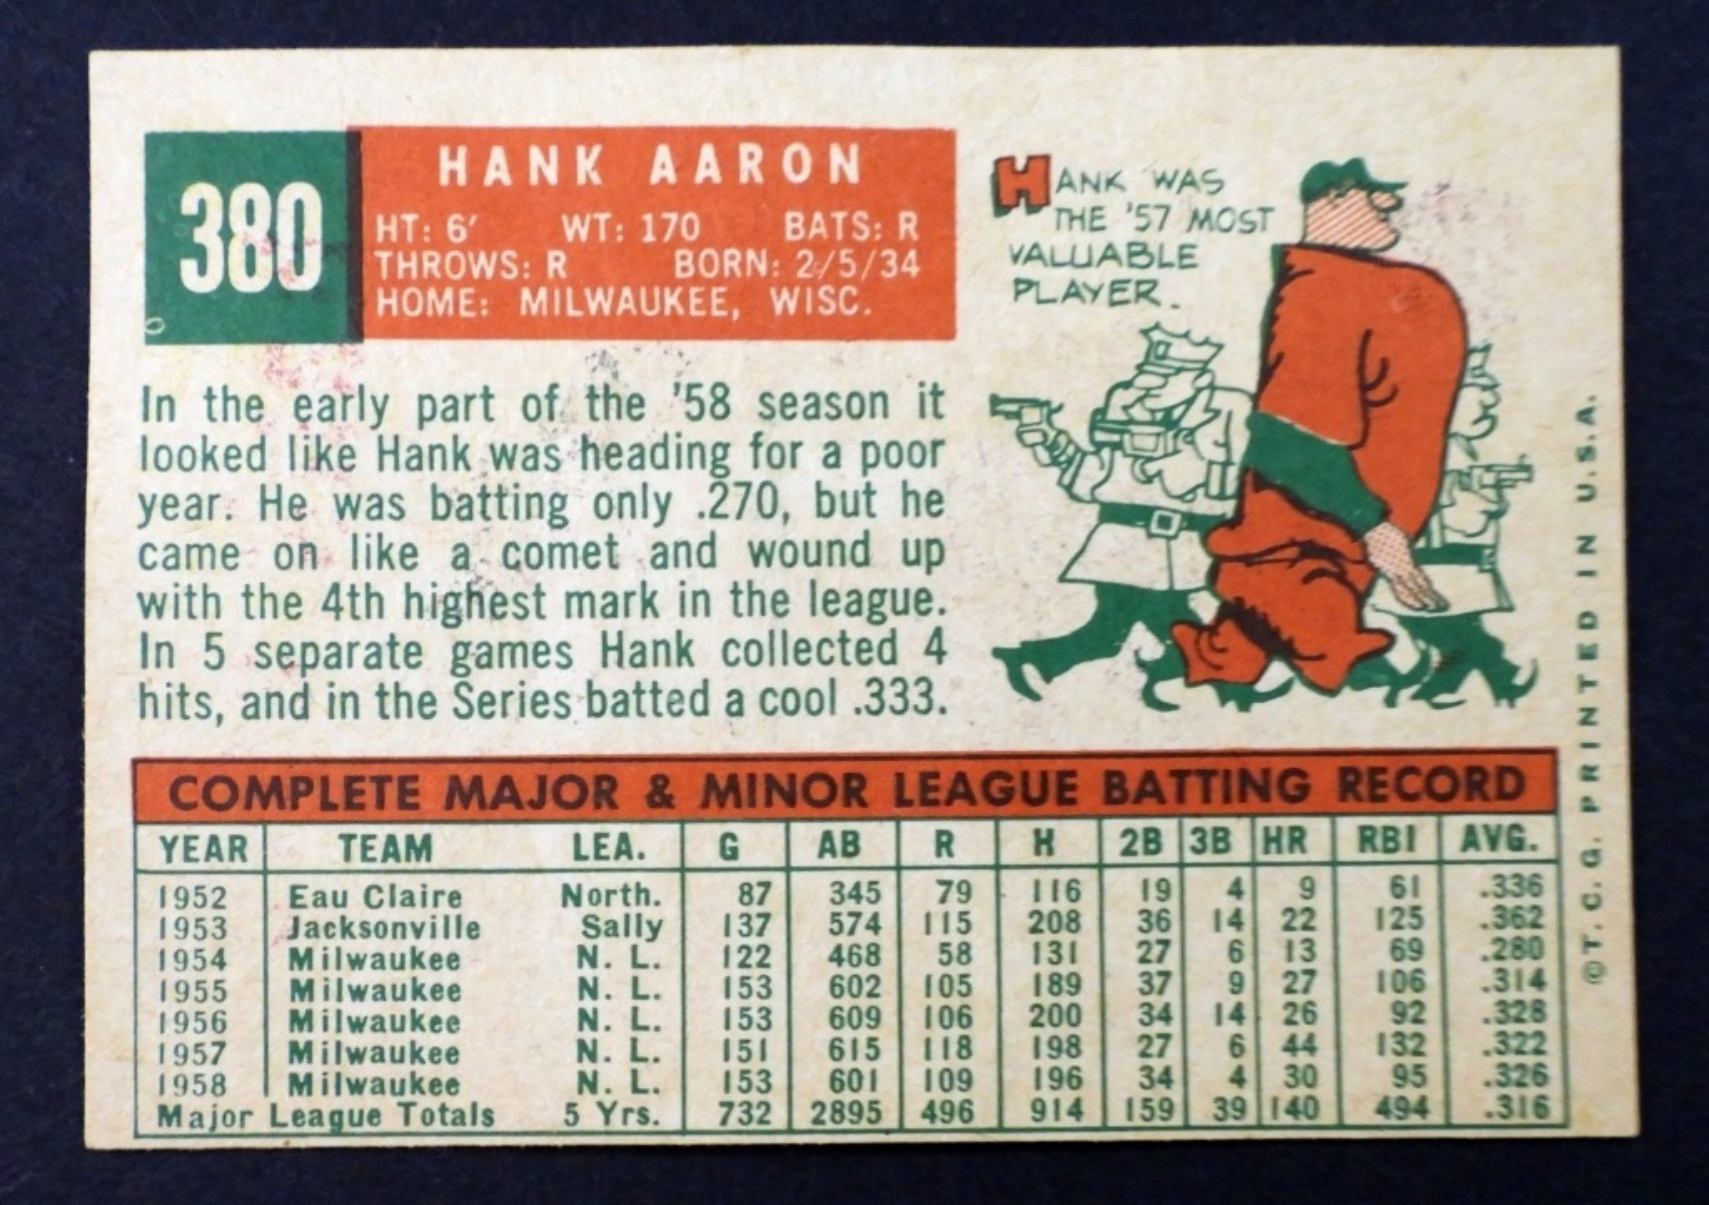 380
HANK AARON
HT: 6' WT: 170 BATS: R
THROWS: R BORN: 2/5/34
HOME: MILWAUKEE, WISC.
HANK WAS
THE '57 MOST
VALUABLE
PLAYER.
In the early part of the '58 season it
looked like Hank was heading for a poor
year. He was batting only .270, but he
came on like a comet and wound up
with the 4th highest mark in the league.
In 5 separate games Hank collected 4
hits, and in the Series batted a cool .333.
COMPLETE MAJOR & MINOR LEAGUE BATTING RECORD
YEAR TEAM LEA. G AB R H 2B 3B HR RBI AVG.
1952 Eau Claire North. 87 345 79 116 19 4 9 61 .336
1953 Jacksonville Sally 137 574 115 208 36 14 22 125 .362
1954 Milwaukee N. L. 122 468 58 131 27 6 13 69 .280
1955 Milwaukee N. L. 153 602 105 189 37 9 27 106 .314
1956 Milwaukee N. L. 153 609 106 200 34 14 26 92 .328
1957 Milwaukee N. L. 151 615 118 198 27 6 44 132 .322
1958 Milwaukee N. L. 153 601 109 196 34 4 30 95 .326
Major League Totals 5 Yrs. 732 2895 496 914 159 39 140 494 .316
©T. C. G. PRINTED IN U.S.A.